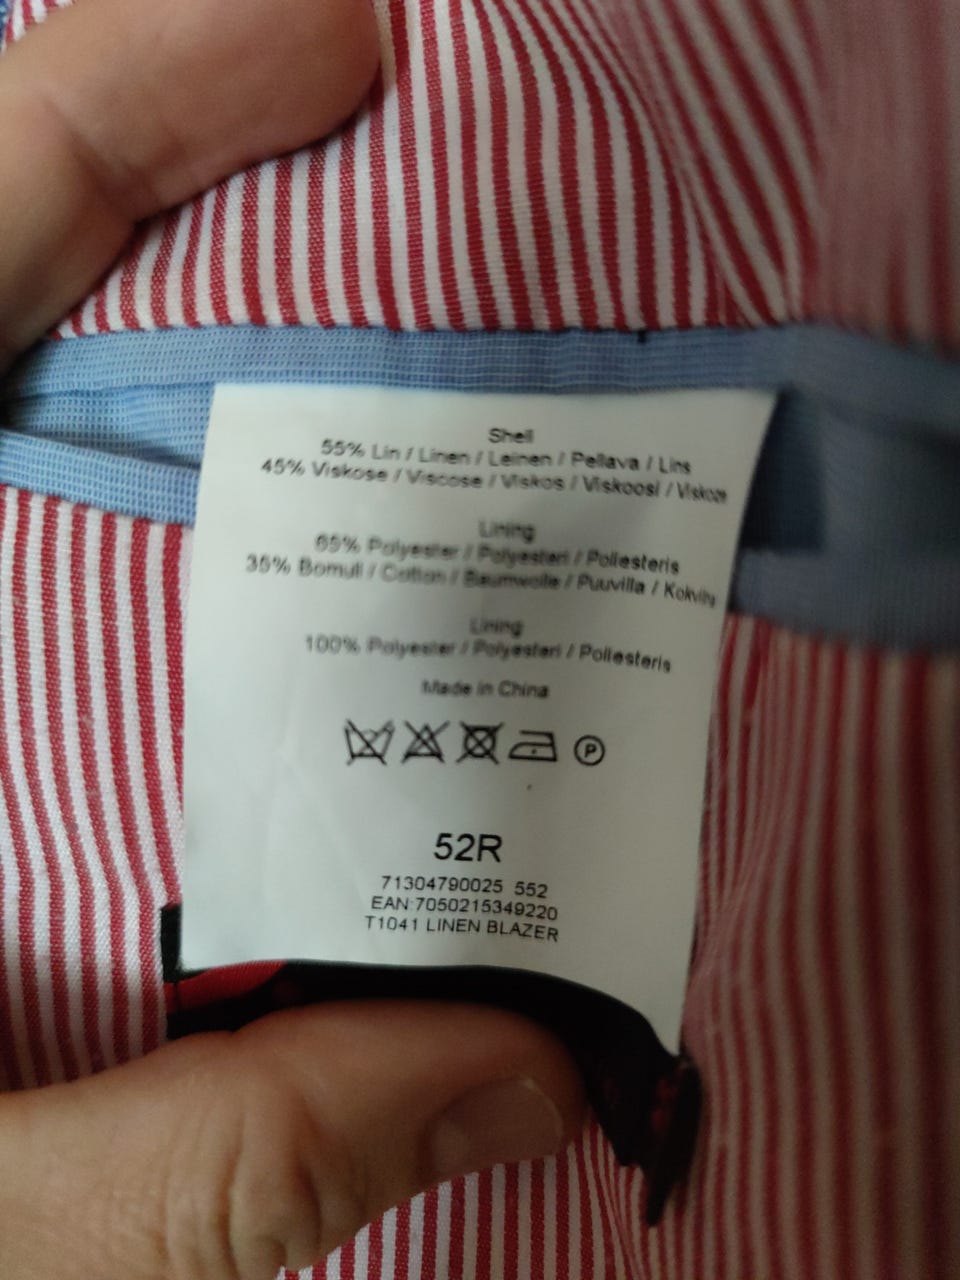 Shell
55% Lin / Linen / Leinen / Pellava / Lins
45% Viskose / Viscose / Viskos / Viskoosi / Viskoze
Lining
65% Polyester / Polyesteri / Poliesteris
35% Bomull / Cotton / Baumwolle / Puuvilla / Kokvilna
Lining
100% Polyester / Polyesteri / Poliesteris
Made in China
P
52R
71304790025 552
EAN:7050215349220
T1041 LINEN BLAZER